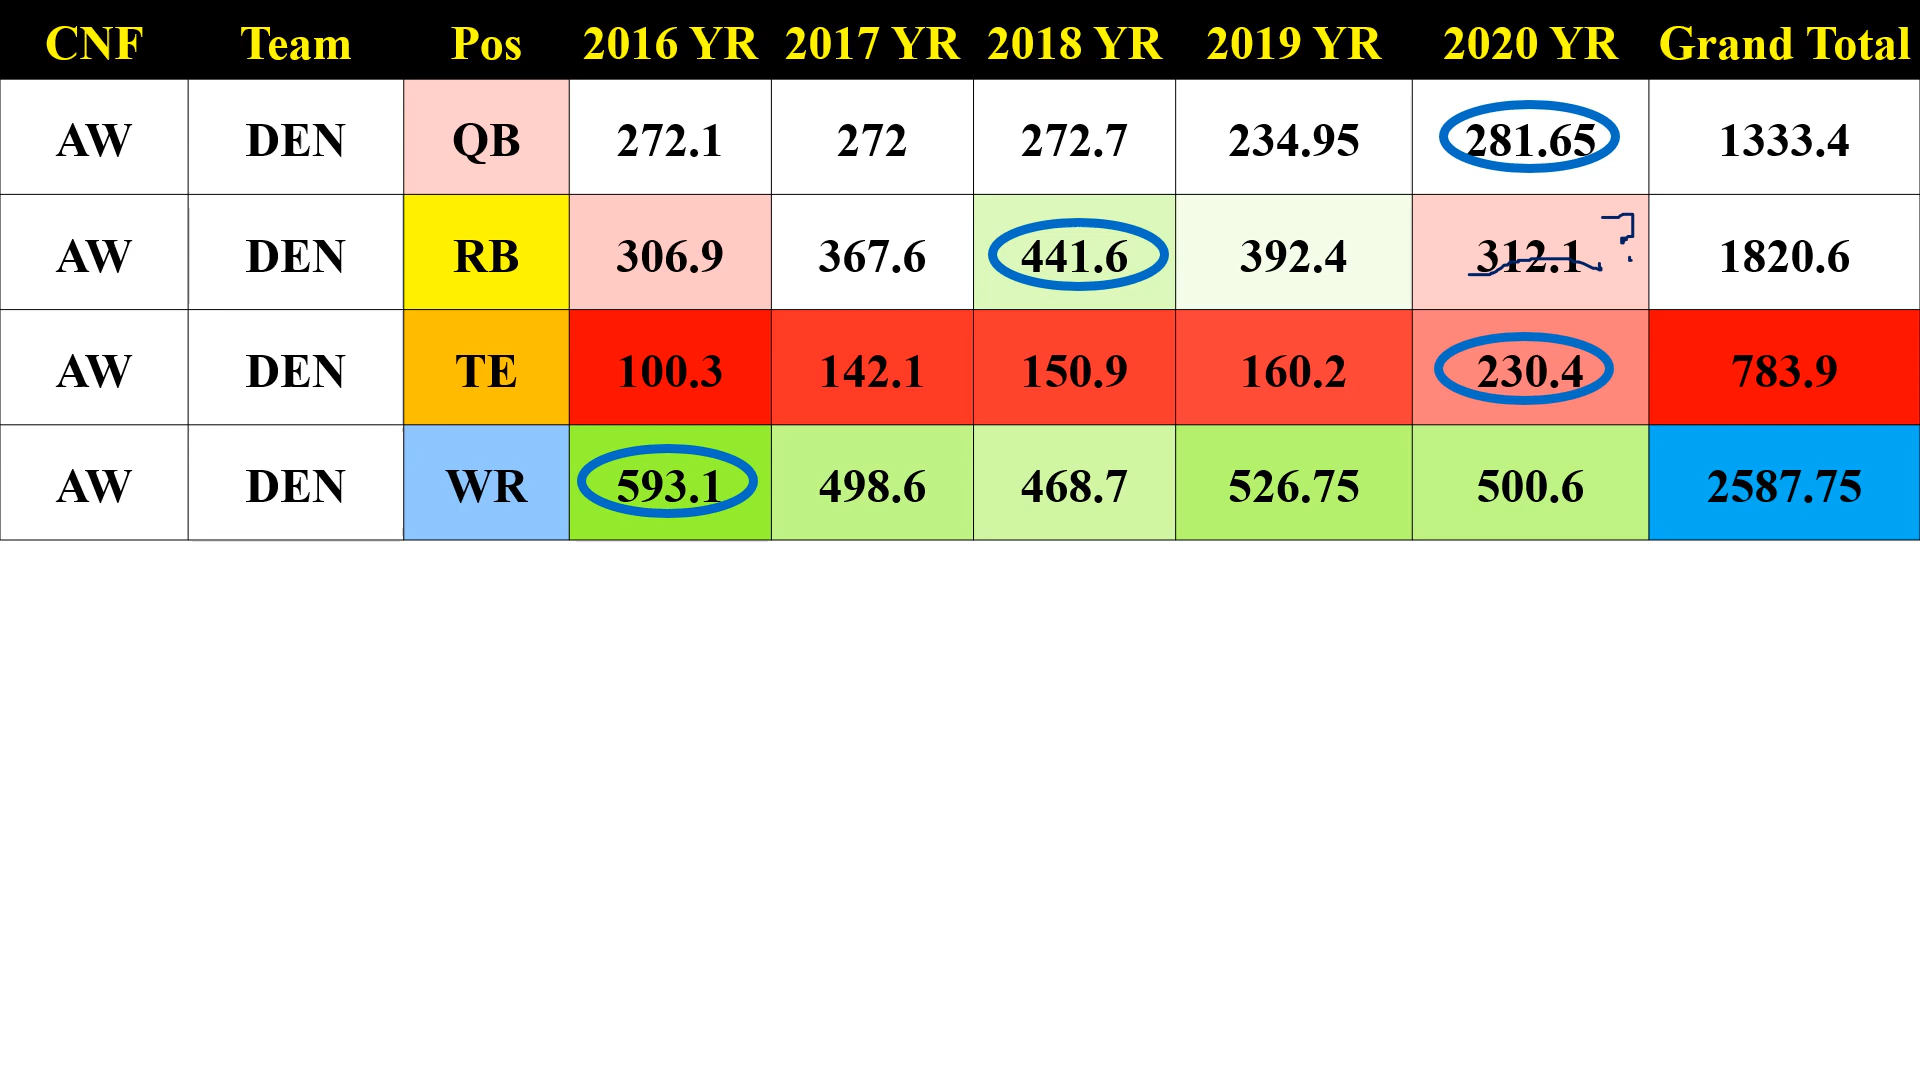 CNF Team Pos 2016 YR 2017 YR 2018 YR 2019 YR 2020 YR Grand Total
AW DEN QB 272.1 272 272.7 234.95 281.65 1333.4
AW DEN RB 306.9 367.6 441.6 392.4 312.1 ? 1820.6
AW DEN TE 100.3 142.1 150.9 160.2 230.4 783.9
AW DEN WR 593.1 498.6 468.7 526.75 500.6 2587.75